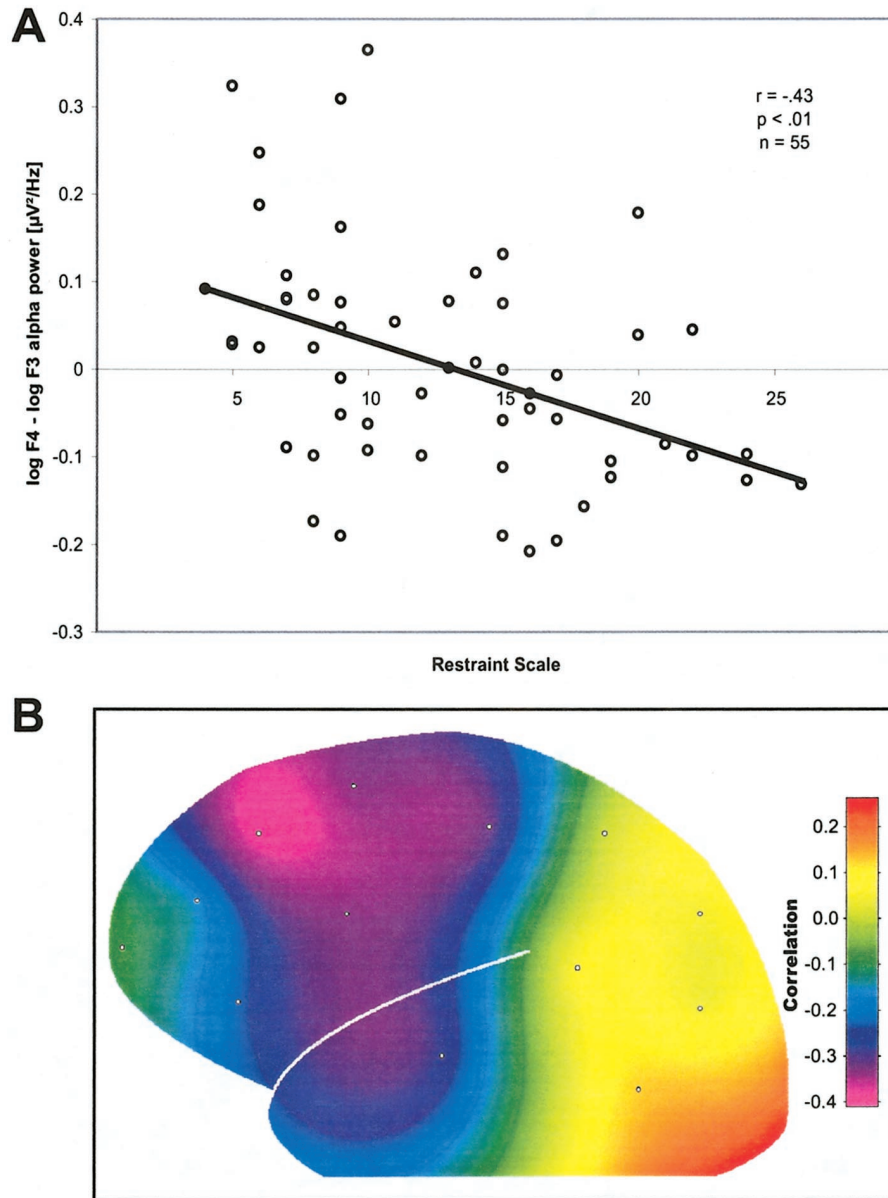 A
0.4
0.3
0.2
0.1
0
-0.1
-0.2
-0.3
5 10 15 20 25
log F4 - log F3 alpha power [µV²/Hz]
r = -.43
p < .01
n = 55
Restraint Scale
B
0.2
0.1
0.0
-0.1
-0.2
-0.3
-0.4
Correlation